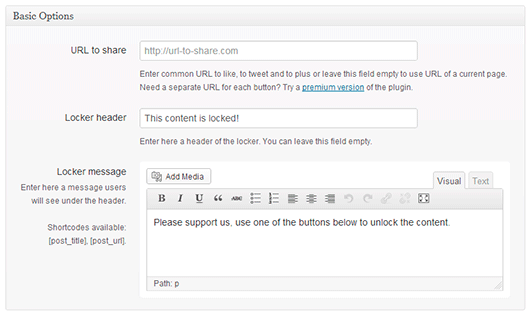 Basic Options
URL to share
http://url-to-share.com
Enter common URL to like, to tweet and to plus or leave this field empty to use URL of a current page.
Need a separate URL for each button? Try a premium version of the plugin.
Locker header
This content is locked!
Enter here a header of the locker. You can leave this field empty.
Locker message
Enter here a message users
will see under the header.
Shortcodes available:
[post_title], [post_url].
Add Media
Visual Text
B I U ABC
Please support us, use one of the buttons below to unlock the content.
Path: p